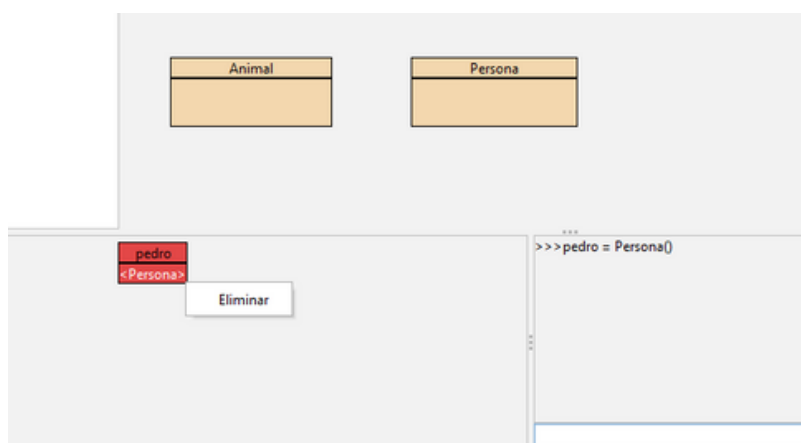 Animal
Persona
pedro
<Persona>
Eliminar
>>>pedro = Persona()